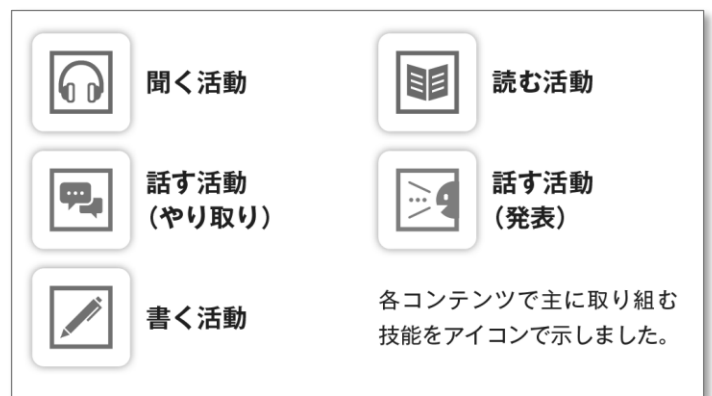 聞く活動
読む活動
話す活動
（やり取り）
話す活動
（発表）
書く活動
各コンテンツで主に取り組む
技能をアイコンで示しました。